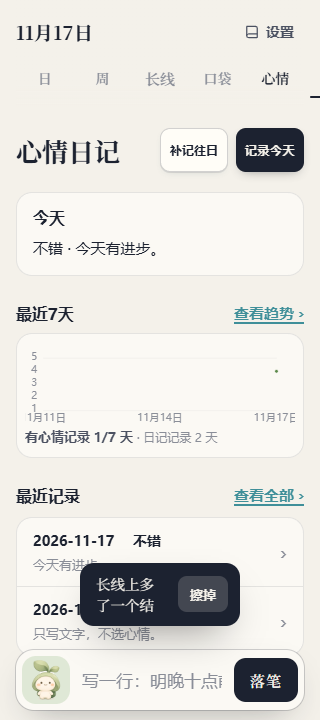 11月17日
设置
日 周 长线 口袋 心情
心情日记
补记往日
记录今天
今天
不错 · 今天有进步。
最近7天
查看趋势 ›
5
4
3
2
1
1月11日 11月14日 11月17日
有心情记录 1/7 天 · 日记记录 2 天
最近记录
查看全部 ›
2026-11-17 不错
今天有进步
›
长线上多
了一个结
擦掉
2026-1
只写文字，不选心情。
›
写一行：明晚十点
落笔